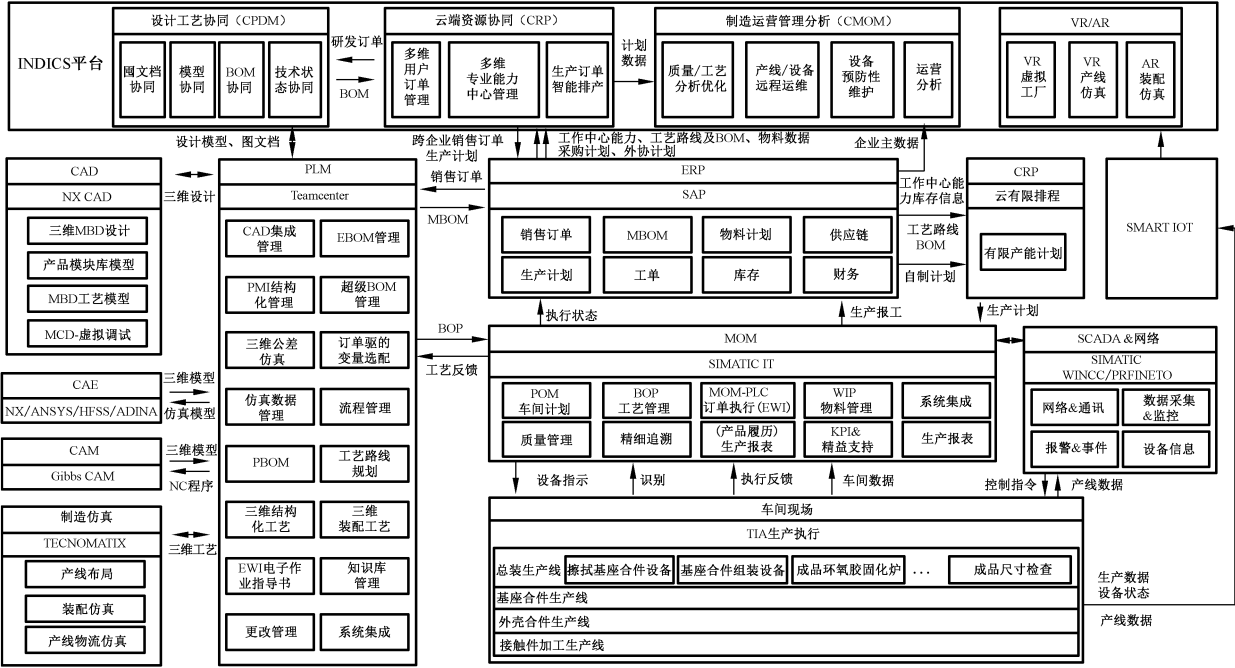 INDICS平台
设计工艺协同（CPDM）
图文档
协同
模型
协同
BOM
协同
技术状
态协同
研发订单
BOM
云端资源协同（CRP）
多维
用户
订单
管理
多维
专业能力
中心管理
生产订单
智能排产
计划
数据
制造运营管理分析（CMOM）
质量/工艺
分析优化
产线/设备
远程运维
设备
预防性
维护
运营
分析
VR/AR
VR
虚拟
工厂
VR
产线
仿真
AR
装配
仿真
设计模型、图文档
跨企业销售订单
生产计划
工作中心能力、工艺路线及BOM、物料数据
采购计划、外协计划
企业主数据
CAD
NX CAD
三维MBD设计
产品模块库模型
MBD工艺模型
MCD-虚拟调试
三维设计
CAE
NX/ANSYS/HFSS/ADINA
三维模型
仿真模型
CAM
Gibbs CAM
三维模型
NC程序
制造仿真
TECNOMATIX
产线布局
装配仿真
产线物流仿真
三维工艺
PLM
Teamcenter
CAD集成
管理
EBOM管理
PMI结构
化管理
超级BOM
管理
三维公差
仿真
订单驱的
变量选配
仿真数据
管理
流程管理
PBOM
工艺路线
规划
三维结构
化工艺
三维
装配工艺
EWI电子作
业指导书
知识库
管理
更改管理
系统集成
销售订单
MBOM
BOP
工艺反馈
ERP
SAP
销售订单
MBOM
物料计划
供应链
生产计划
工单
库存
财务
工作中心能
力库存信息
工艺路线
BOM
自制计划
CRP
云有限排程
有限产能计划
SMART IOT
执行状态
生产报工
生产计划
MOM
SIMATIC IT
POM
车间计划
BOP
工艺管理
MOM-PLC
订单执行(EWI)
WIP
物料管理
系统集成
质量管理
精细追溯
(产品履历)
生产报表
KPI&
精益支持
生产报表
SCADA＆网络
SIMATIC
WINCC/PRFINETO
网络&通讯
数据采集
&监控
报警&事件
设备信息
设备指示
识别
执行反馈
车间数据
控制指令
产线数据
车间现场
TIA生产执行
总装生产线
擦拭基座合件设备
基座合件组装设备
成品环氧胶固化炉
...
成品尺寸检查
基座合件生产线
外壳合件生产线
接触件加工生产线
生产数据
设备状态
产线数据